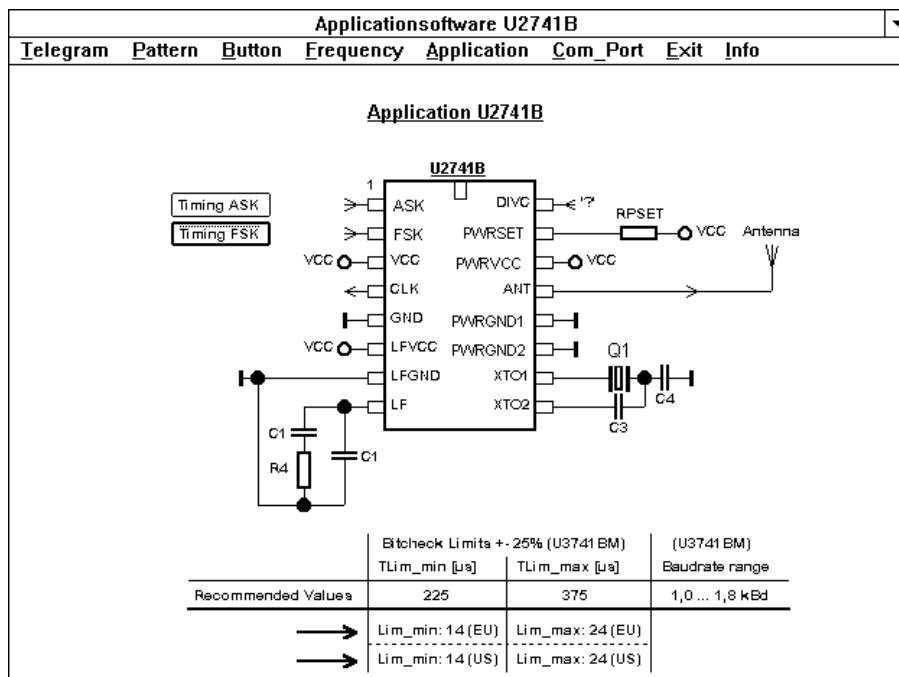 Applicationsoftware U2741B
Telegram Pattern Button Frequency Application Com_Port Exit Info
Application U2741B
U2741B
1
Timing ASK
Timing FSK
ASK
FSK
VCC VCC
CLK
GND
VCC LFVCC
LFGND
LF
DIVC '?'
PWRSET RPSET VCC
PWRVCC VCC
ANT Antenna
PWRGND1
PWRGND2
XTO1 Q1
XTO2 C3 C4
C1
R4
C1
Bitcheck Limits +- 25% (U3741BM) (U3741BM)
TLim_min [µs] TLim_max [µs] Baudrate range
Recommended Values 225 375 1,0 ... 1,8 kBd
Lim_min: 14 (EU) Lim_max: 24 (EU)
Lim_min: 14 (US) Lim_max: 24 (US)